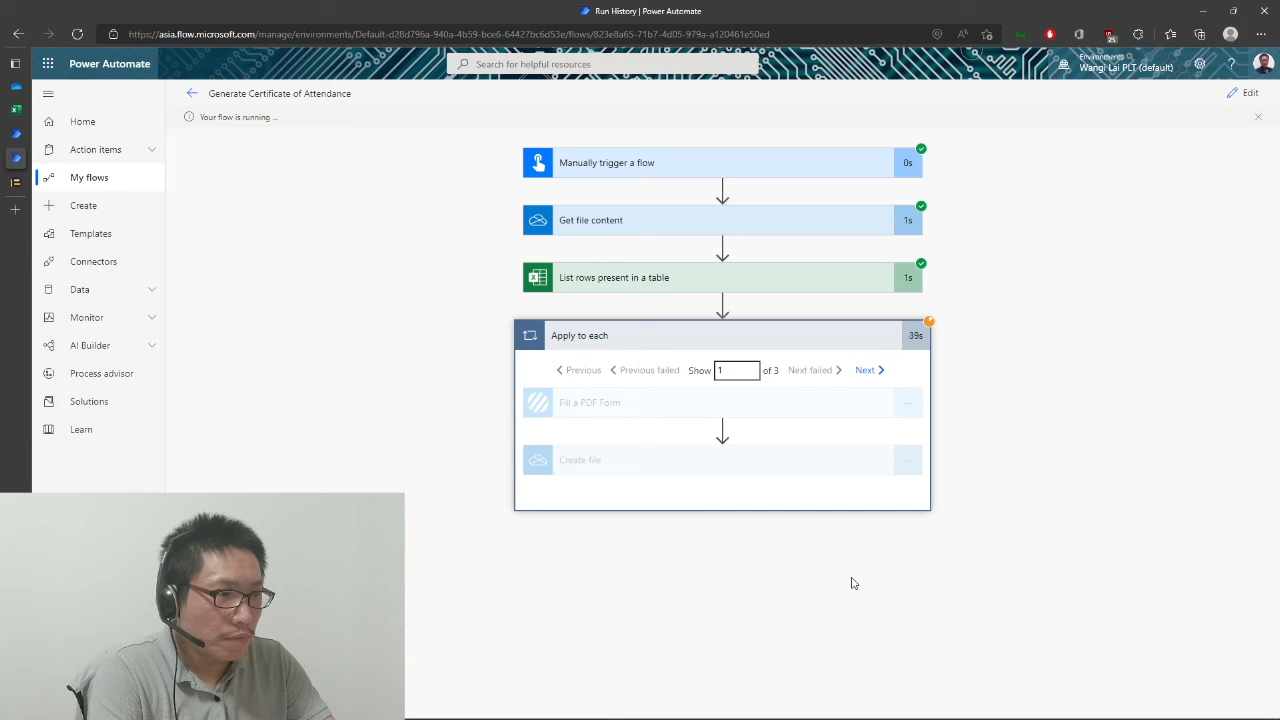 Run History | Power Automate
https://asia.flow.microsoft.com/manage/environments/Default-d28d796a-940a-4b59-bce6-64427bc6d53e/flows/823e8a65-71b7-4d05-979a-a120461e50ed
25
Power Automate
Search for helpful resources
Environments
Wangi Lai PLT (default)
Generate Certificate of Attendance
Edit
Your flow is running ...
Home
Action items
My flows
Create
Templates
Connectors
Data
Monitor
AI Builder
Process advisor
Solutions
Learn
Manually trigger a flow
0s
Get file content
1s
List rows present in a table
1s
Apply to each
39s
Previous
Previous failed
Show
1
of 3
Next failed
Next
Fill a PDF Form
--
Create file
--